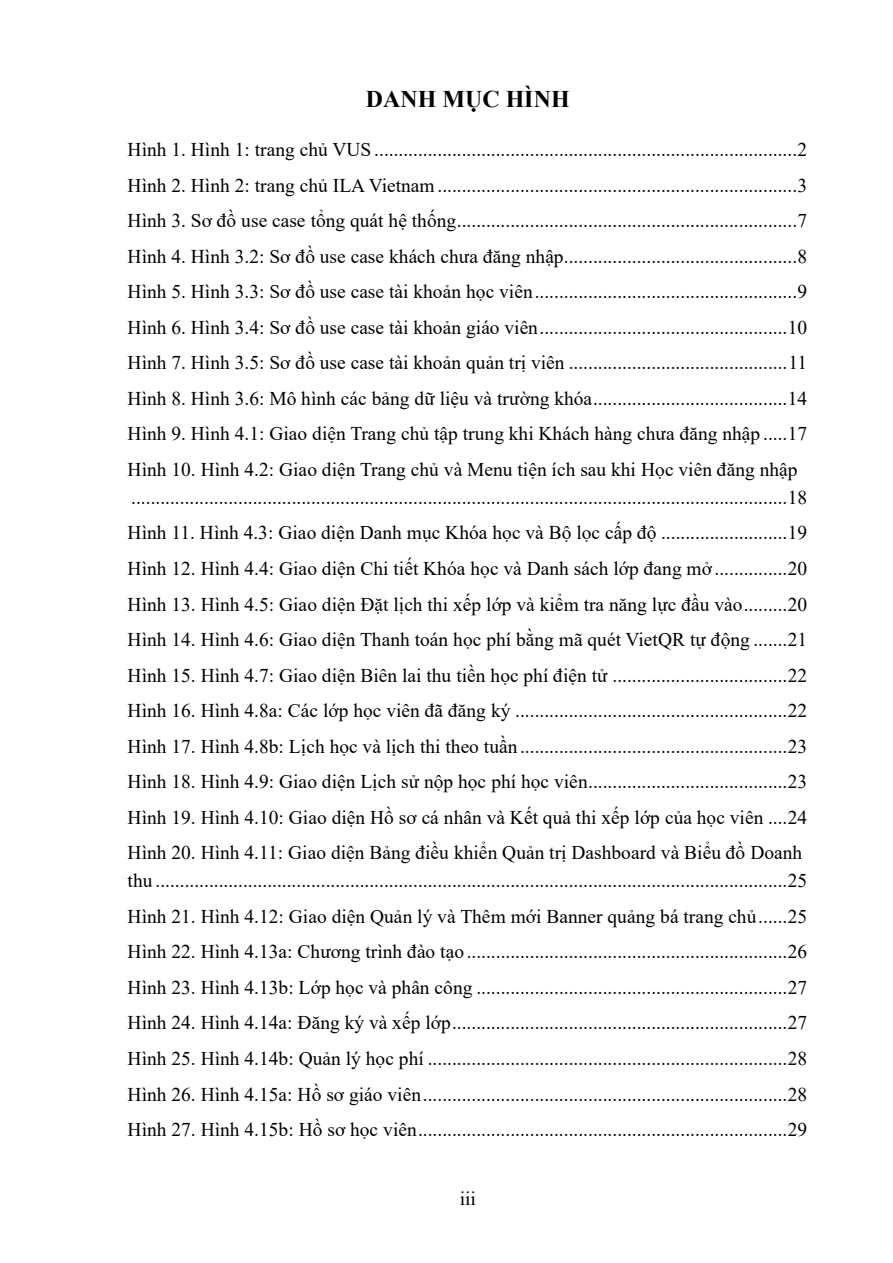 DANH MỤC HÌNH
Hình 1. Hình 1: trang chủ VUS.......................................................................................2
Hình 2. Hình 2: trang chủ ILA Vietnam..........................................................................3
Hình 3. Sơ đồ use case tổng quát hệ thống......................................................................7
Hình 4. Hình 3.2: Sơ đồ use case khách chưa đăng nhập................................................8
Hình 5. Hình 3.3: Sơ đồ use case tài khoản học viên....................................................9
Hình 6. Hình 3.4: Sơ đồ use case tài khoản giáo viên...................................................10
Hình 7. Hình 3.5: Sơ đồ use case tài khoản quản trị viên .............................................11
Hình 8. Hình 3.6: Mô hình các bảng dữ liệu và trường khóa........................................14
Hình 9. Hình 4.1: Giao diện Trang chủ tập trung khi Khách hàng chưa đăng nhập.....17
Hình 10. Hình 4.2: Giao diện Trang chủ và Menu tiện ích sau khi Học viên đăng nhập
.......................................................................................................................................18
Hình 11. Hình 4.3: Giao diện Danh mục Khóa học và Bộ lọc cấp độ ..........................19
Hình 12. Hình 4.4: Giao diện Chi tiết Khóa học và Danh sách lớp đang mở...............20
Hình 13. Hình 4.5: Giao diện Đặt lịch thi xếp lớp và kiểm tra năng lực đầu vào.........20
Hình 14. Hình 4.6: Giao diện Thanh toán học phí bằng mã quét VietQR tự động .......21
Hình 15. Hình 4.7: Giao diện Biên lai thu tiền học phí điện tử ....................................22
Hình 16. Hình 4.8a: Các lớp học viên đã đăng ký ........................................................22
Hình 17. Hình 4.8b: Lịch học và lịch thi theo tuần.......................................................23
Hình 18. Hình 4.9: Giao diện Lịch sử nộp học phí học viên.........................................23
Hình 19. Hình 4.10: Giao diện Hồ sơ cá nhân và Kết quả thi xếp lớp của học viên ....24
Hình 20. Hình 4.11: Giao diện Bảng điều khiển Quản trị Dashboard và Biểu đồ Doanh
thu..................................................................................................................................25
Hình 21. Hình 4.12: Giao diện Quản lý và Thêm mới Banner quảng bá trang chủ......25
Hình 22. Hình 4.13a: Chương trình đào tạo..................................................................26
Hình 23. Hình 4.13b: Lớp học và phân công ................................................................27
Hình 24. Hình 4.14a: Đăng ký và xếp lớp.....................................................................27
Hình 25. Hình 4.14b: Quản lý học phí ..........................................................................28
Hình 26. Hình 4.15a: Hồ sơ giáo viên...........................................................................28
Hình 27. Hình 4.15b: Hồ sơ học viên............................................................................29
iii